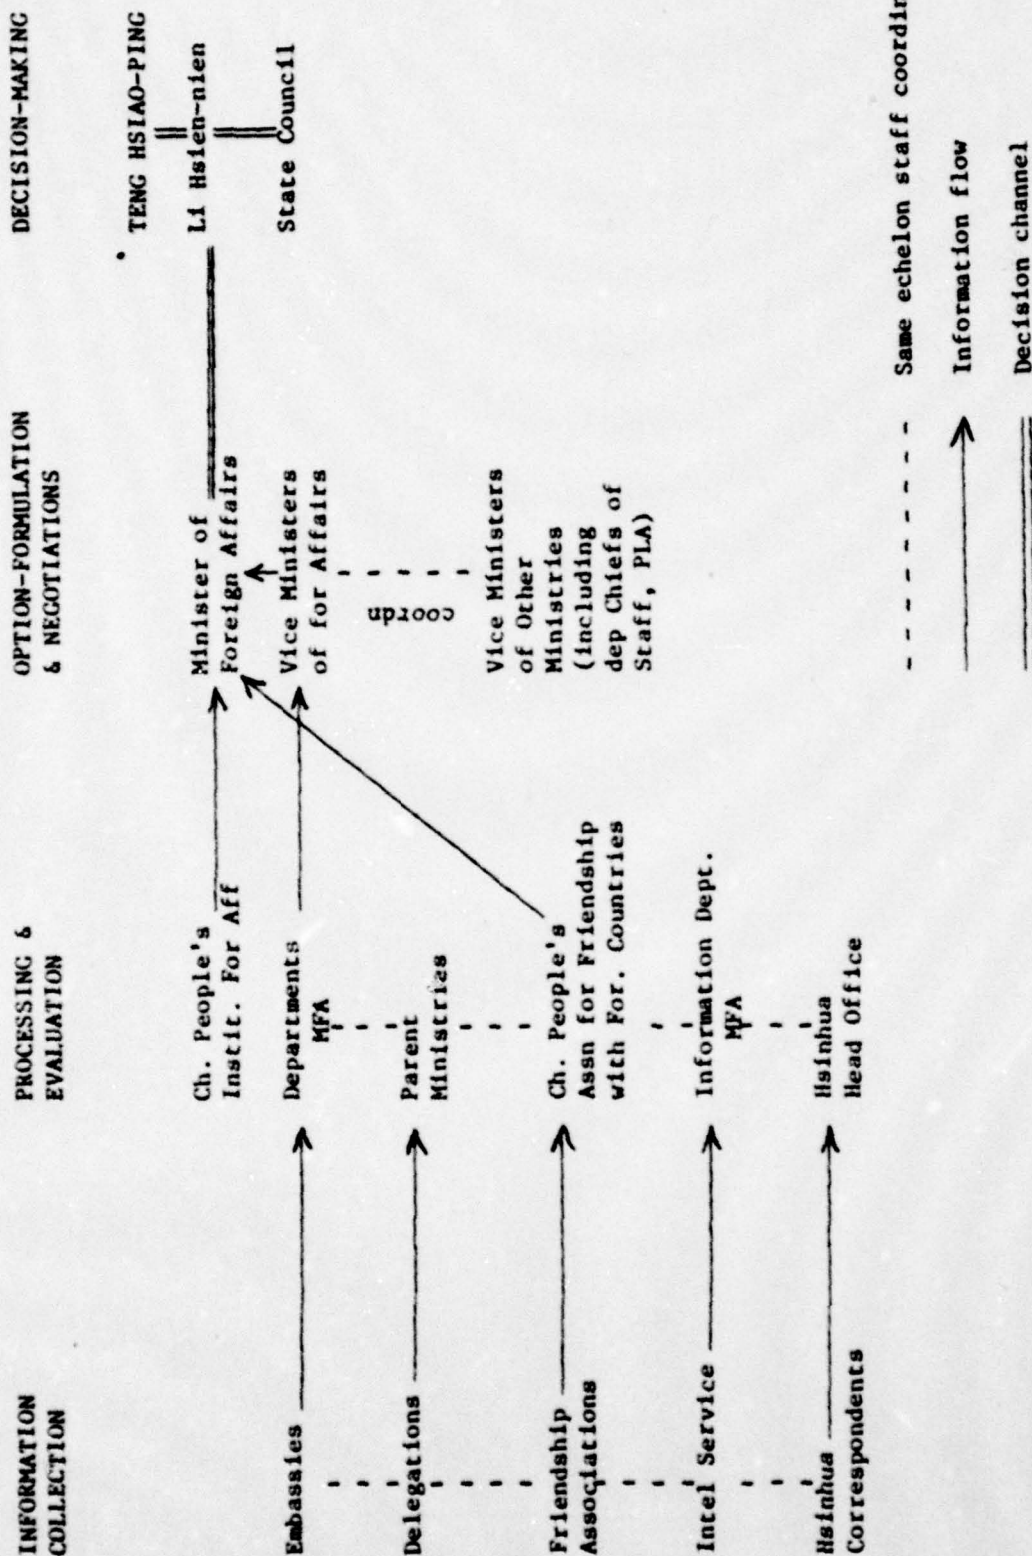 INFORMATION
COLLECTION
PROCESSING &
EVALUATION
OPTION-FORMULATION
& NEGOTIATIONS
DECISION-MAKING
Embassies
Delegations
Friendship
Associations
Intel Service
Hsinhua
Correspondents
Ch. People's
Instit. For Aff
Departments
MFA
Parent
Ministries
Ch. People's
Assn for Friendship
with For. Countries
Information Dept.
MFA
Hsinhua
Head Office
Minister of
Foreign Affairs
Vice Ministers
of for Affairs
coordn
Vice Ministers
of Other
Ministries
(including
dep Chiefs of
Staff, PLA)
TENG HSIAO-PING
Li Hsien-nien
State Council
Same echelon staff coordin
Information flow
Decision channel